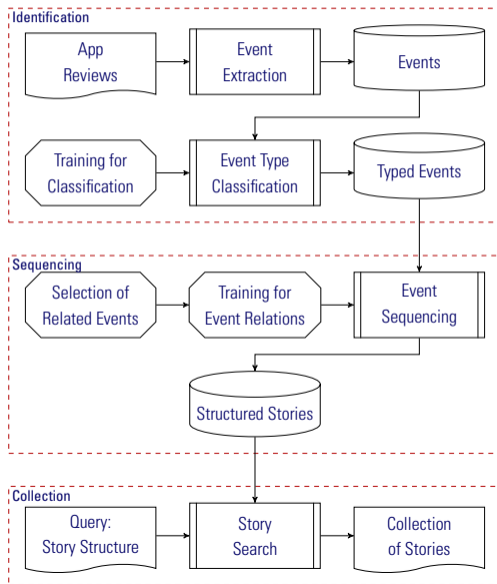 Identification
App
Reviews
Event
Extraction
Events
Training for
Classification
Event Type
Classification
Typed Events
Sequencing
Selection of
Related Events
Training for
Event Relations
Event
Sequencing
Structured Stories
Collection
Query:
Story Structure
Story
Search
Collection
of Stories